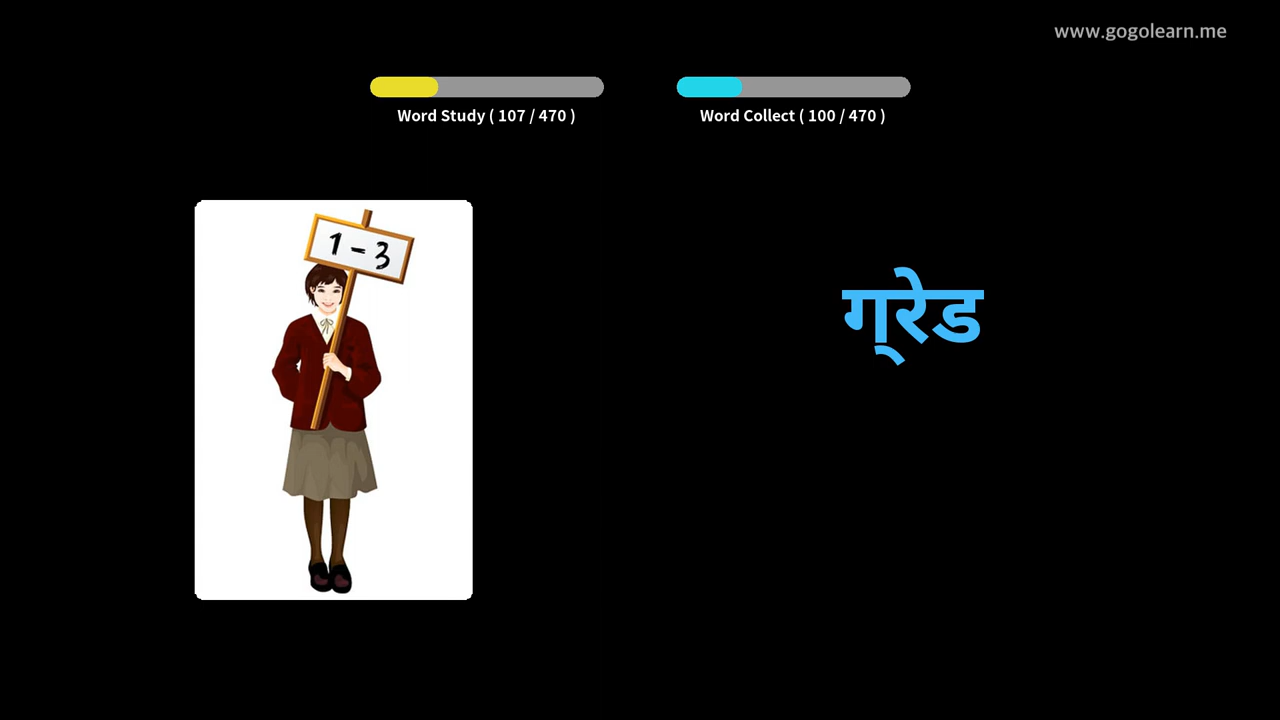 www.gogolearn.me
Word Study ( 107 / 470 )
Word Collect ( 100 / 470 )
1 - 3
ग्रेड